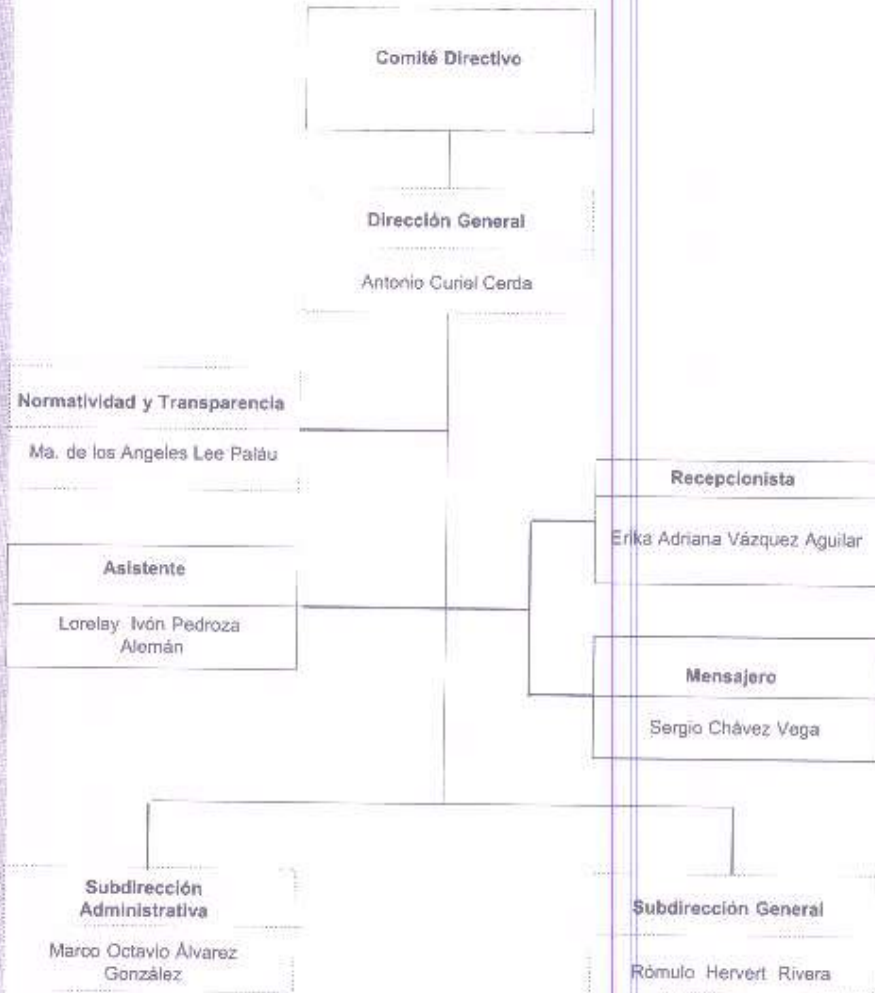 Comité Directivo
Dirección General
Antonio Curiel Cerda
Normatividad y Transparencia
Ma. de los Angeles Lee Paláu
Recepcionista
Erika Adriana Vázquez Aguilar
Asistente
Lorelay Ivón Pedroza
Alemán
Mensajero
Sergio Chávez Vega
Subdirección
Administrativa
Marco Octavio Álvarez
González
Subdirección General
Rómulo Hervert Rivera